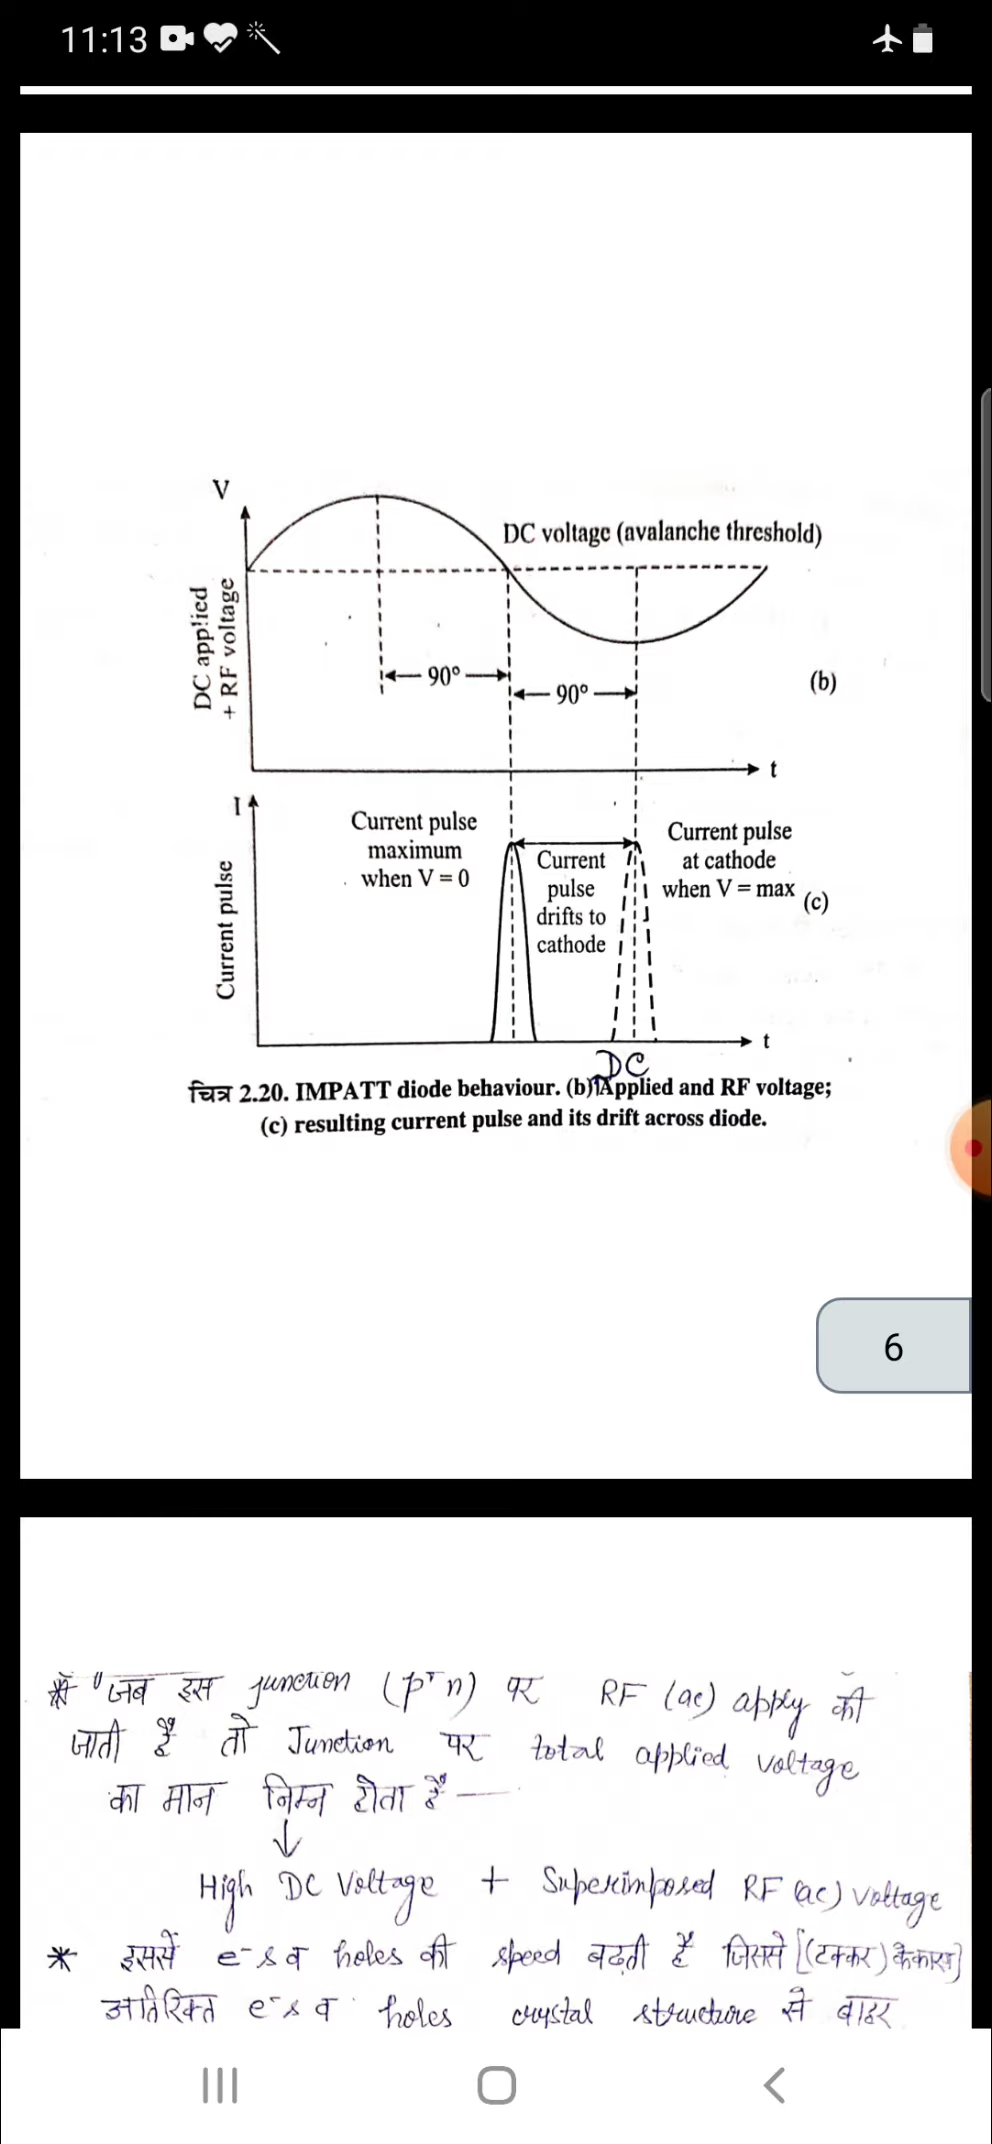 11:13
V
DC applied
+ RF voltage
DC voltage (avalanche threshold)
90°
90°
(b)
t
I
Current pulse
Current pulse
maximum
when V = 0
Current
pulse
drifts to
cathode
Current pulse
at cathode
when V = max
(c)
t
DC
चित्र 2.20. IMPATT diode behaviour. (b) Applied and RF voltage;
(c) resulting current pulse and its drift across diode.
6
* "जब इस junction (p+n) पर RF (ac) apply की
जाती है तो Junction पर total applied voltage
का मान निम्न होता है —
↓
High DC Voltage + Superimposed RF (ac) voltage
* इससें e-s व holes की speed बढ़ती है जिससे [(टक्कर) के कारण]
अतिरिक्त e-s व holes crystal structure से बाहर